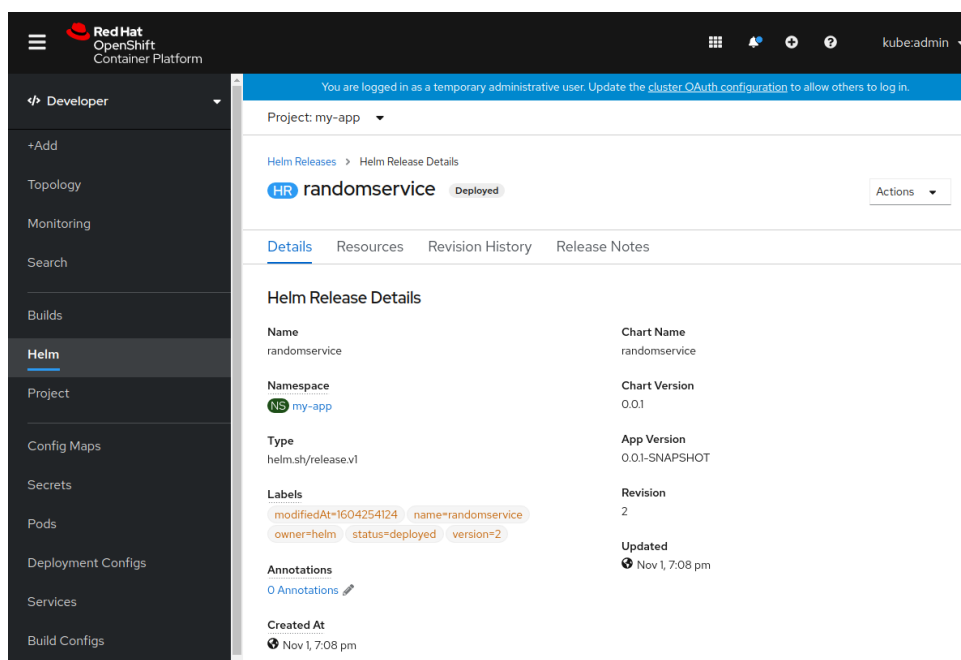 Red Hat
OpenShift
Container Platform
kube:admin
Developer
You are logged in as a temporary administrative user. Update the cluster OAuth configuration to allow others to log in.
Project: my-app
+Add
Topology
Monitoring
Search
Builds
Helm
Project
Config Maps
Secrets
Pods
Deployment Configs
Services
Build Configs
Helm Releases > Helm Release Details
HR randomservice Deployed
Actions
Details Resources Revision History Release Notes
Helm Release Details
Name
randomservice
Namespace
NS my-app
Type
helm.sh/release.v1
Labels
modifiedAt=1604254124 name=randomservice
owner=helm status=deployed version=2
Annotations
0 Annotations
Created At
Nov 1, 7:08 pm
Chart Name
randomservice
Chart Version
0.0.1
App Version
0.0.1-SNAPSHOT
Revision
2
Updated
Nov 1, 7:08 pm